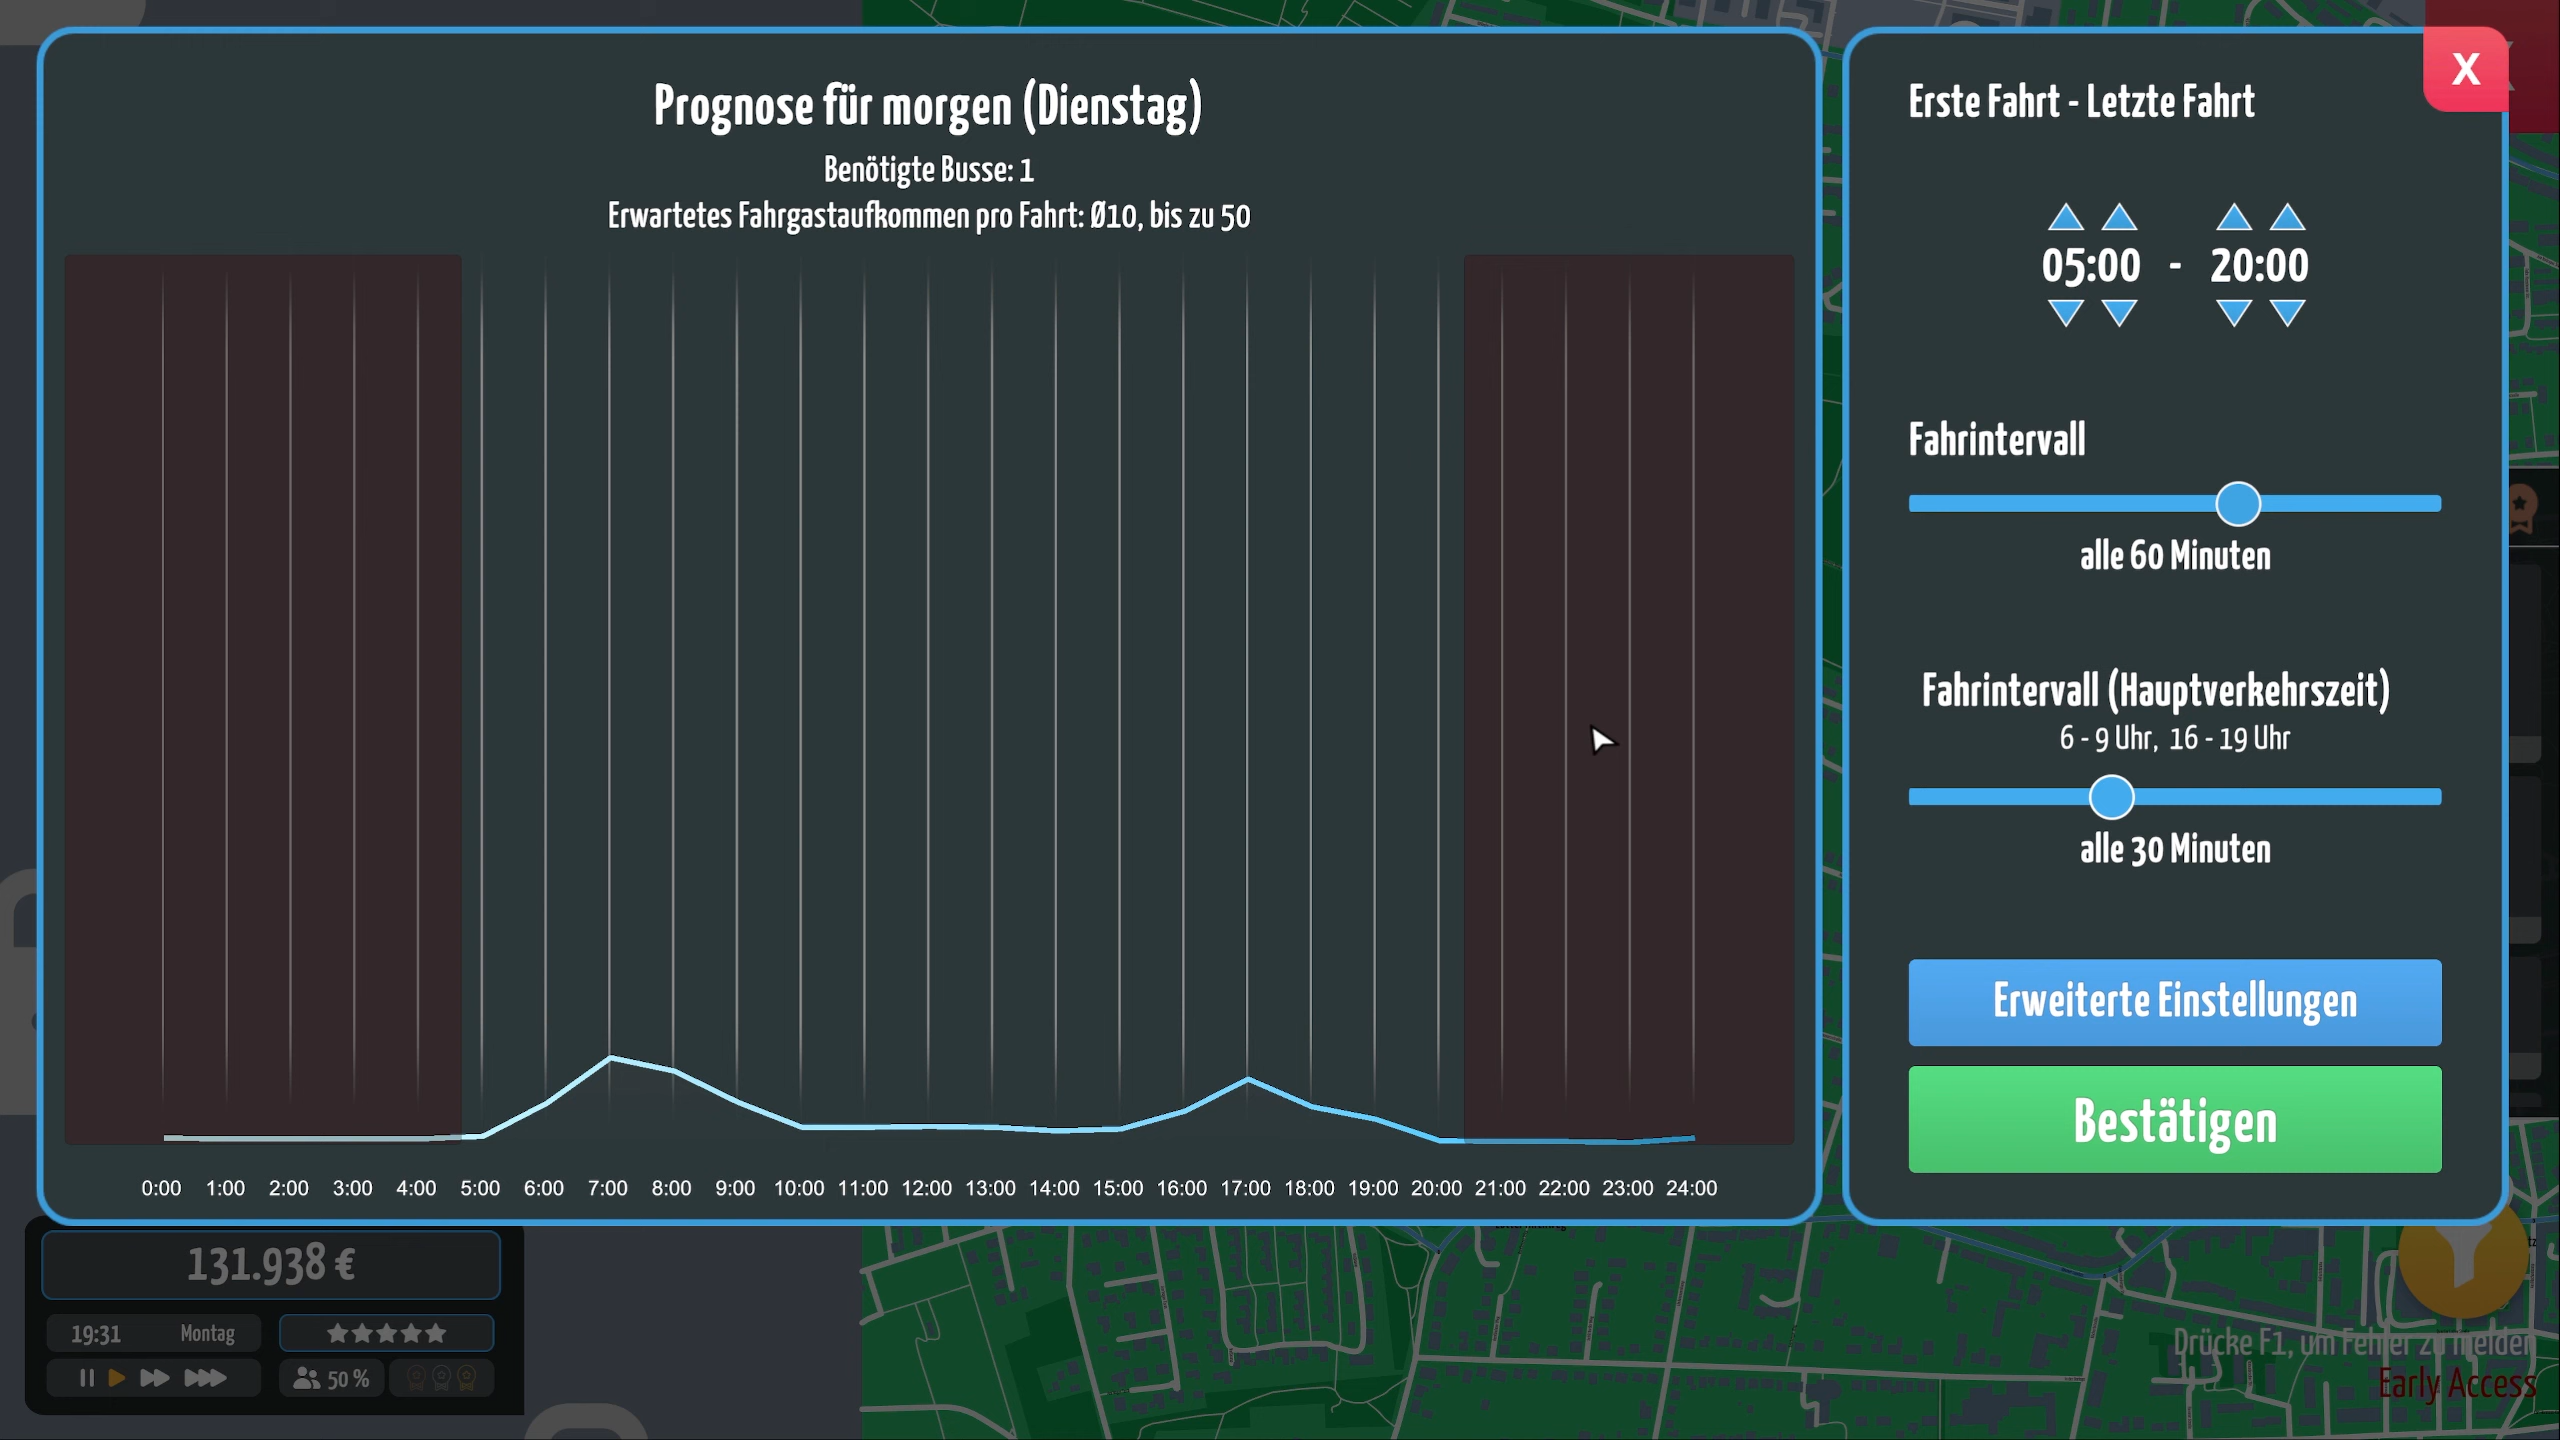 Prognose für morgen (Dienstag)
Benötigte Busse: 1
Erwartetes Fahrgastaufkommen pro Fahrt: Ø10, bis zu 50
0:00 1:00 2:00 3:00 4:00 5:00 6:00 7:00 8:00 9:00 10:00 11:00 12:00 13:00 14:00 15:00 16:00 17:00 18:00 19:00 20:00 21:00 22:00 23:00 24:00
X
Erste Fahrt - Letzte Fahrt
05:00 - 20:00
Fahrintervall
alle 60 Minuten
Fahrintervall (Hauptverkehrszeit)
6 - 9 Uhr, 16 - 19 Uhr
alle 30 Minuten
Erweiterte Einstellungen
Bestätigen
131.938 €
19:31 Montag
50 %
Drücke F1, um Fehler zu melden
Early Access